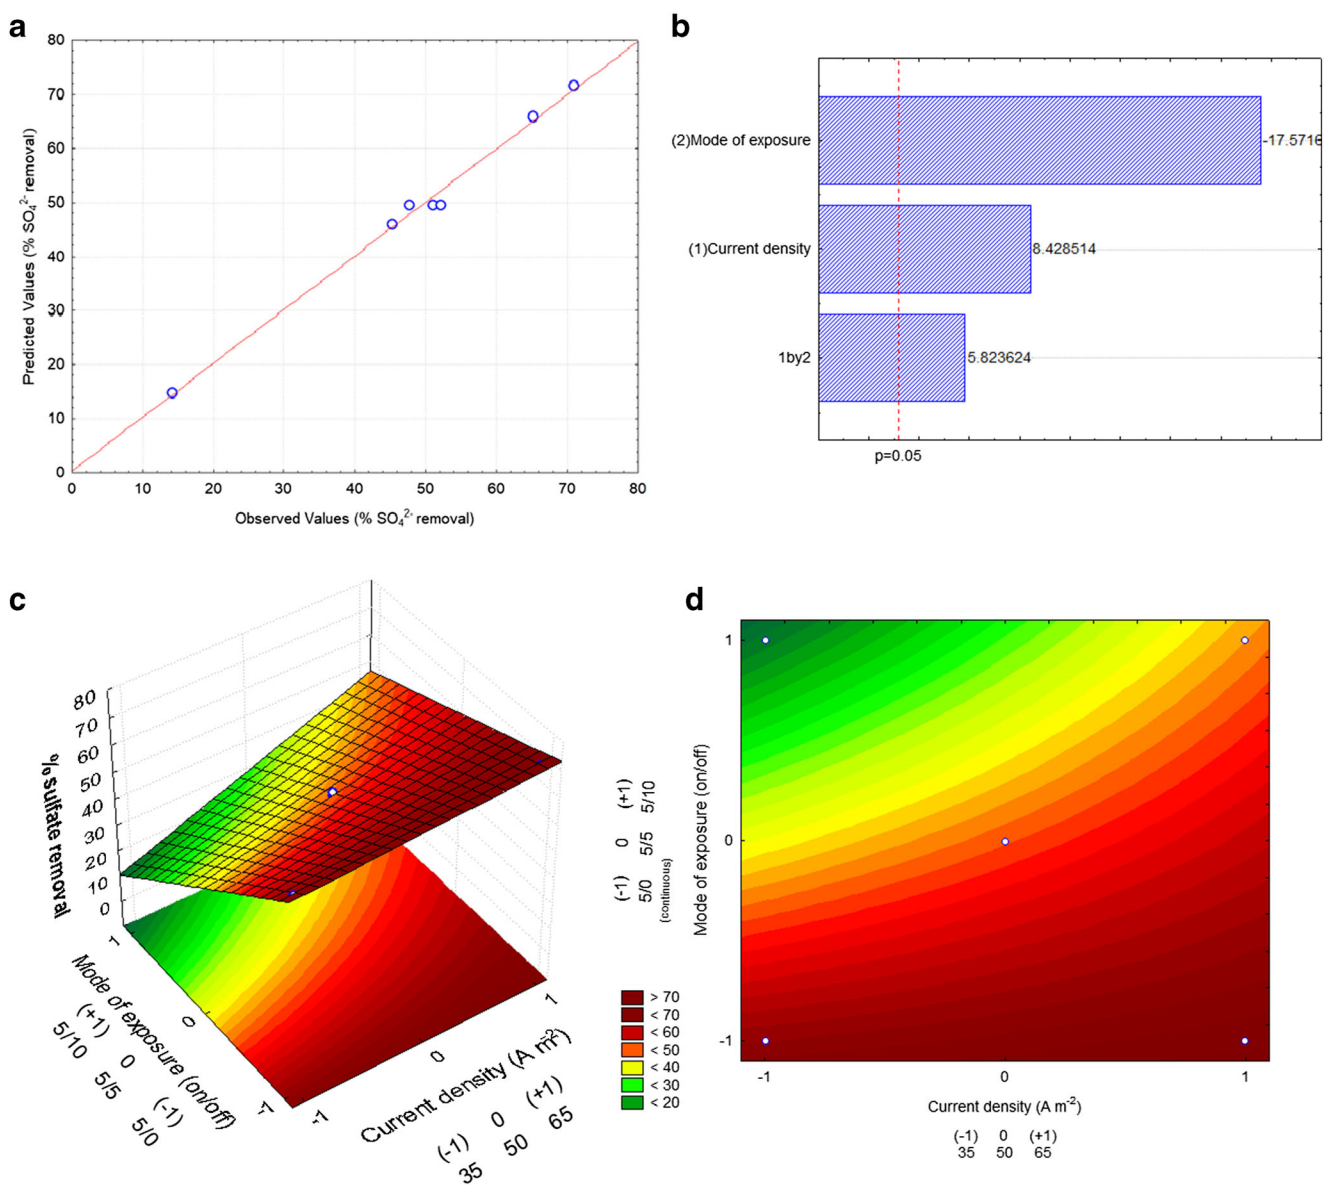 a
80
70
60
50
40
30
20
10
0
Predicted Values (% SO₄²⁻ removal)
0 10 20 30 40 50 60 70 80
Observed Values (% SO₄²⁻ removal)
b
(2)Mode of exposure
-17.5716
(1)Current density
8.428514
1by2
5.823624
p=0.05
c
80
70
60
50
40
30
20
10
0
% sulfate removal
1
0
-1
Mode of exposure (on/off)
(+1) 0 (-1)
5/10 5/5 5/0
-1
0
1
Current density (A m⁻²)
(-1) 0 (+1)
35 50 65
> 70
< 70
< 60
< 50
< 40
< 30
< 20
d
(-1) 0 (+1)
5/0 5/5 5/10
(continuous)
Mode of exposure (on/off)
1
0
-1
-1 0 1
Current density (A m⁻²)
(-1) 0 (+1)
35 50 65